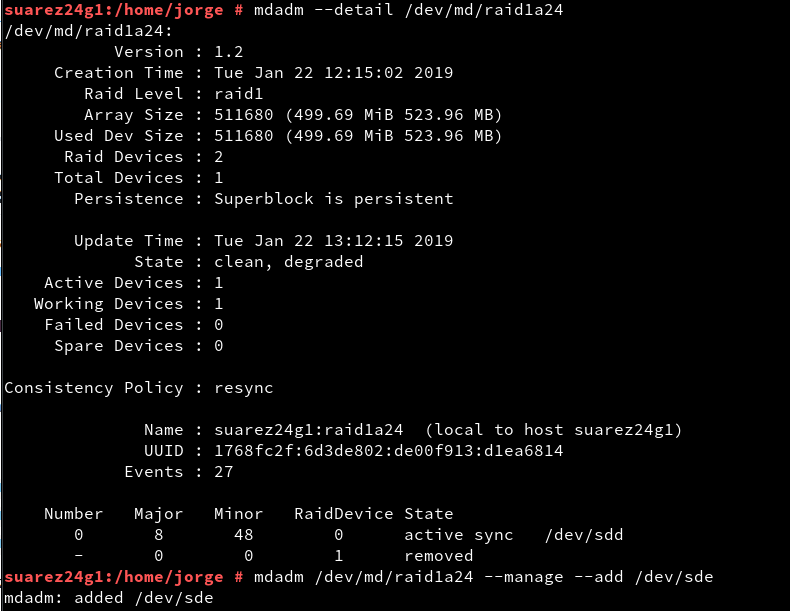 suarez24g1:/home/jorge # mdadm --detail /dev/md/raid1a24
/dev/md/raid1a24:
Version : 1.2
Creation Time : Tue Jan 22 12:15:02 2019
Raid Level : raid1
Array Size : 511680 (499.69 MiB 523.96 MB)
Used Dev Size : 511680 (499.69 MiB 523.96 MB)
Raid Devices : 2
Total Devices : 1
Persistence : Superblock is persistent
Update Time : Tue Jan 22 13:12:15 2019
State : clean, degraded
Active Devices : 1
Working Devices : 1
Failed Devices : 0
Spare Devices : 0
Consistency Policy : resync
Name : suarez24g1:raid1a24 (local to host suarez24g1)
UUID : 1768fc2f:6d3de802:de00f913:d1ea6814
Events : 27
Number Major Minor RaidDevice State
0 8 48 0 active sync /dev/sdd
- 0 0 1 removed
suarez24g1:/home/jorge # mdadm /dev/md/raid1a24 --manage --add /dev/sde
mdadm: added /dev/sde